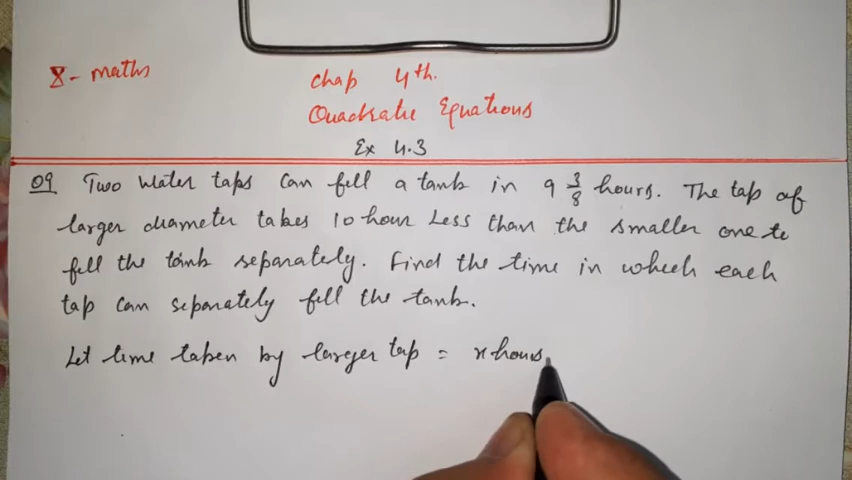 X - maths
Chap 4th.
Quadratic Equations
Ex 4.3
Q9 Two water taps can fill a tank in 9 3/8 hours. The tap of
larger diameter takes 10 hour less than the smaller one to
fill the tank separately. Find the time in which each
tap can separately fill the tank.
Let time taken by larger tap = x hours